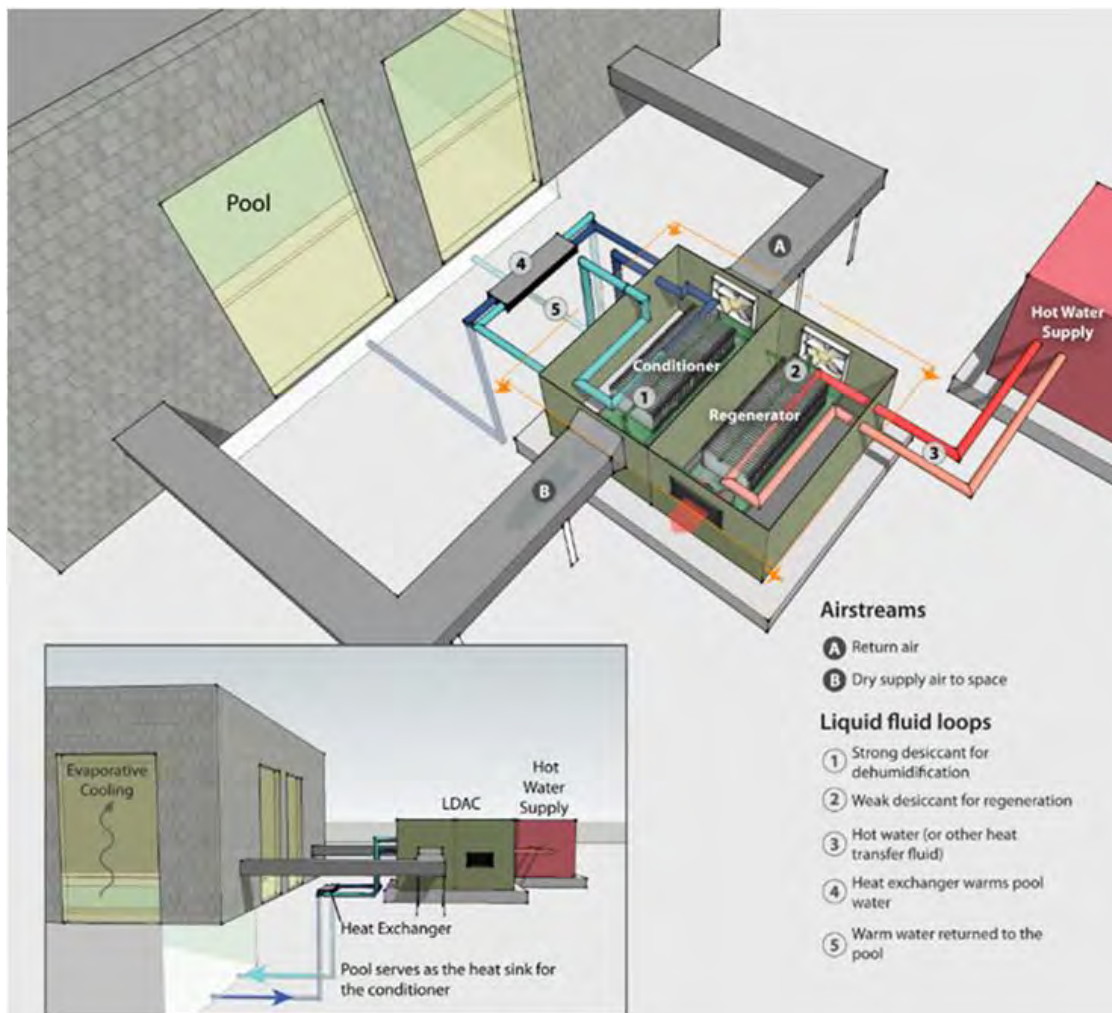 Pool
4
A
5
Hot Water
Supply
Conditioner
2
1
Regenerator
3
B
Airstreams
A Return air
B Dry supply air to space
Liquid fluid loops
1 Strong desiccant for
dehumidification
2 Weak desiccant for regeneration
3 Hot water (or other heat
transfer fluid)
4 Heat exchanger warms pool
water
5 Warm water returned to the
pool
Evaporative
Cooling
LDAC
Hot
Water
Supply
Heat Exchanger
Pool serves as the heat sink for
the conditioner